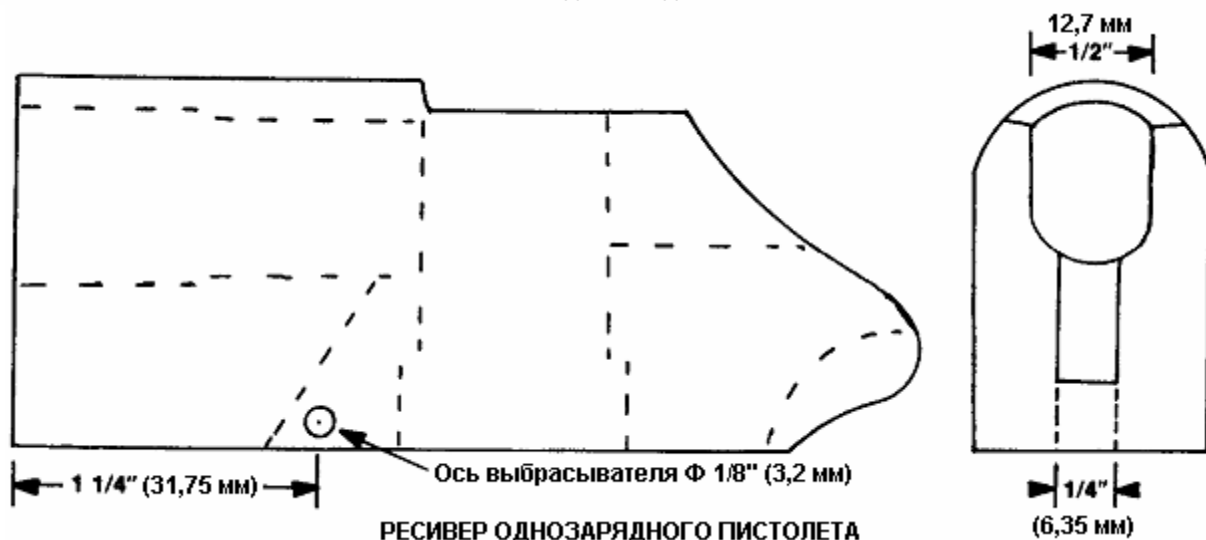 12,7 мм
1/2"
Ось выбрасывателя Ф 1/8" (3,2 мм)
1 1/4" (31,75 мм)
1/4"
(6,35 мм)
РЕСИВЕР ОДНОЗАРЯДНОГО ПИСТОЛЕТА